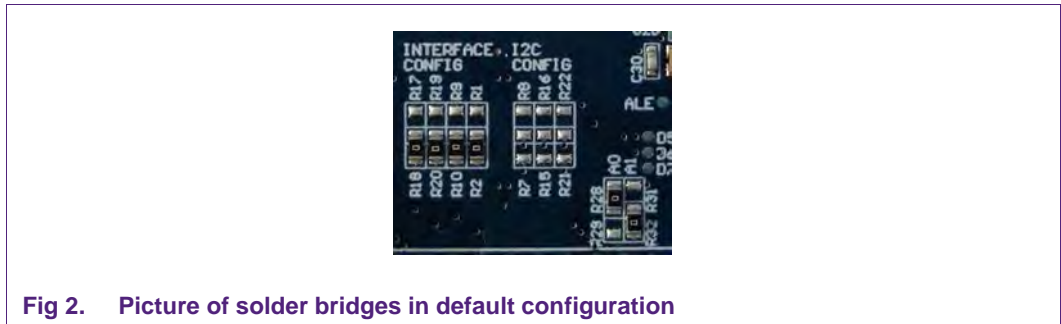 INTERFACE I2C
CONFIG CONFIG
R17 R19 R9 R1 R8 R16 R22
C30
ALE
R18 R20 R10 R2 R7 R15 R21
A0 A1
R28 R31
R29 R32
Fig 2. Picture of solder bridges in default configuration